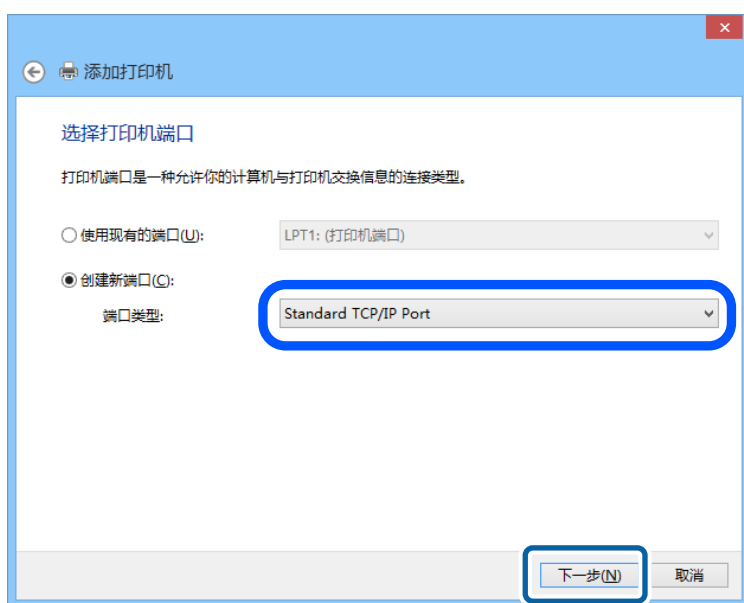 添加打印机
选择打印机端口
打印机端口是一种允许你的计算机与打印机交换信息的连接类型。
使用现有的端口(U): LPT1: (打印机端口)
创建新端口(C):
端口类型: Standard TCP/IP Port
下一步(N) 取消